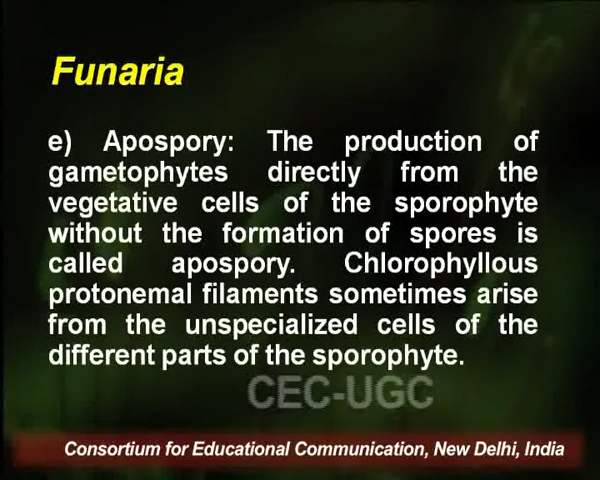 Funaria
e) Apospory: The production of
gametophytes directly from the
vegetative cells of the sporophyte
without the formation of spores is
called apospory. Chlorophyllous
protonemal filaments sometimes arise
from the unspecialized cells of the
different parts of the sporophyte.
CEC-UGC
Consortium for Educational Communication, New Delhi, India